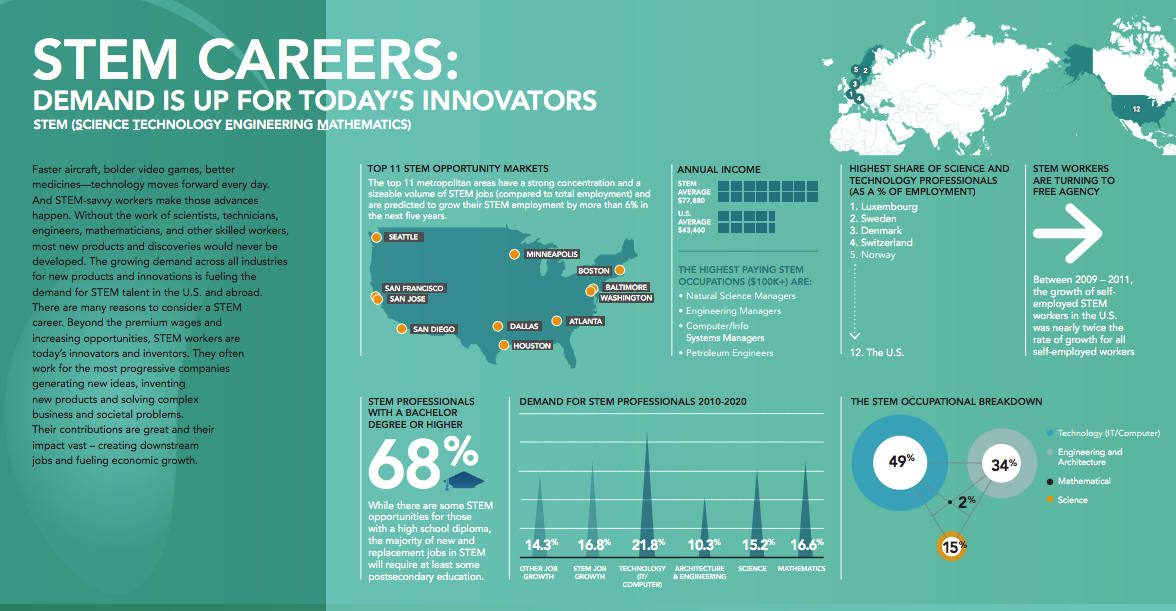 STEM CAREERS:
DEMAND IS UP FOR TODAY'S INNOVATORS
STEM (SCIENCE TECHNOLOGY ENGINEERING MATHEMATICS)
Faster aircraft, bolder video games, better
medicines—technology moves forward every day.
And STEM-savvy workers make those advances
happen. Without the work of scientists, technicians,
engineers, mathematicians, and other skilled workers,
most new products and discoveries would never be
developed. The growing demand across all industries
for new products and innovations is fueling the
demand for STEM talent in the U.S. and abroad.
There are many reasons to consider a STEM
career. Beyond the premium wages and
increasing opportunities, STEM workers are
today's innovators and inventors. They often
work for the most progressive companies
generating new ideas, inventing
new products and solving complex
business and societal problems.
Their contributions are great and their
impact vast – creating downstream
jobs and fueling economic growth.
TOP 11 STEM OPPORTUNITY MARKETS
The top 11 metropolitan areas have a strong concentration and a
sizeable volume of STEM jobs (compared to total employment) and
are predicted to grow their STEM employment by more than 6% in
the next five years.
SEATTLE
MINNEAPOLIS
BOSTON
SAN FRANCISCO
BALTIMORE
SAN JOSE
WASHINGTON
SAN DIEGO
DALLAS
ATLANTA
HOUSTON
ANNUAL INCOME
STEM
AVERAGE
$77,880
U.S.
AVERAGE
$43,460
THE HIGHEST PAYING STEM
OCCUPATIONS ($100K+) ARE:
• Natural Science Managers
• Engineering Managers
• Computer/Info
Systems Managers
• Petroleum Engineers
5 2
3
1
4
12
HIGHEST SHARE OF SCIENCE AND
TECHNOLOGY PROFESSIONALS
(AS A % OF EMPLOYMENT)
1. Luxembourg
2. Sweden
3. Denmark
4. Switzerland
5. Norway
12. The U.S.
STEM WORKERS
ARE TURNING TO
FREE AGENCY
Between 2009 – 2011,
the growth of self-
employed STEM
workers in the U.S.
was nearly twice the
rate of growth for all
self-employed workers
STEM PROFESSIONALS
WITH A BACHELOR
DEGREE OR HIGHER
68%
While there are some STEM
opportunities for those
with a high school diploma,
the majority of new and
replacement jobs in STEM
will require at least some
postsecondary education.
DEMAND FOR STEM PROFESSIONALS 2010-2020
14.3% 16.8% 21.8% 10.3% 15.2% 16.6%
OTHER JOB
GROWTH
STEM JOB
GROWTH
TECHNOLOGY
(IT/
COMPUTER)
ARCHITECTURE
& ENGINEERING
SCIENCE
MATHEMATICS
THE STEM OCCUPATIONAL BREAKDOWN
49%
34%
2%
15%
Technology (IT/Computer)
Engineering and
Architecture
Mathematical
Science